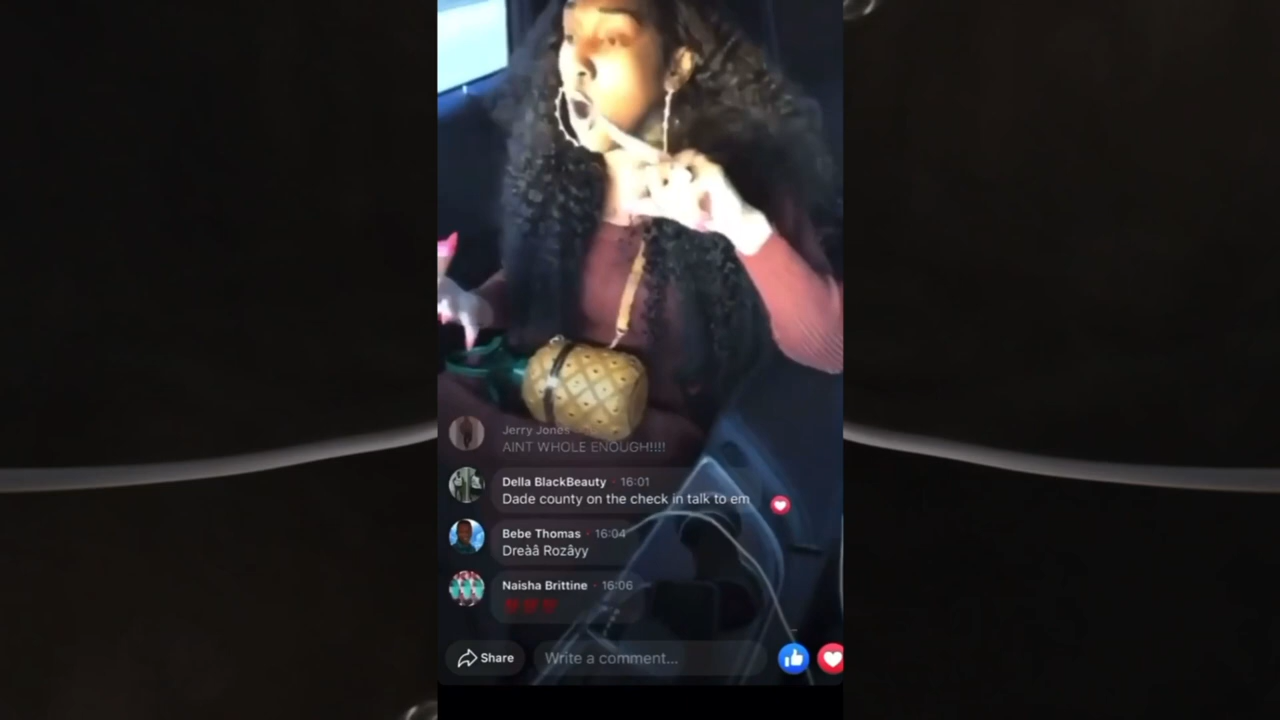 Jerry Jones
AINT WHOLE ENOUGH!!!!
Della BlackBeauty · 16:01
Dade county on the check in talk to em
Bebe Thomas · 16:04
Dreàâ Rozâyy
Naisha Brittine · 16:06
💯💯💯
Share
Write a comment...